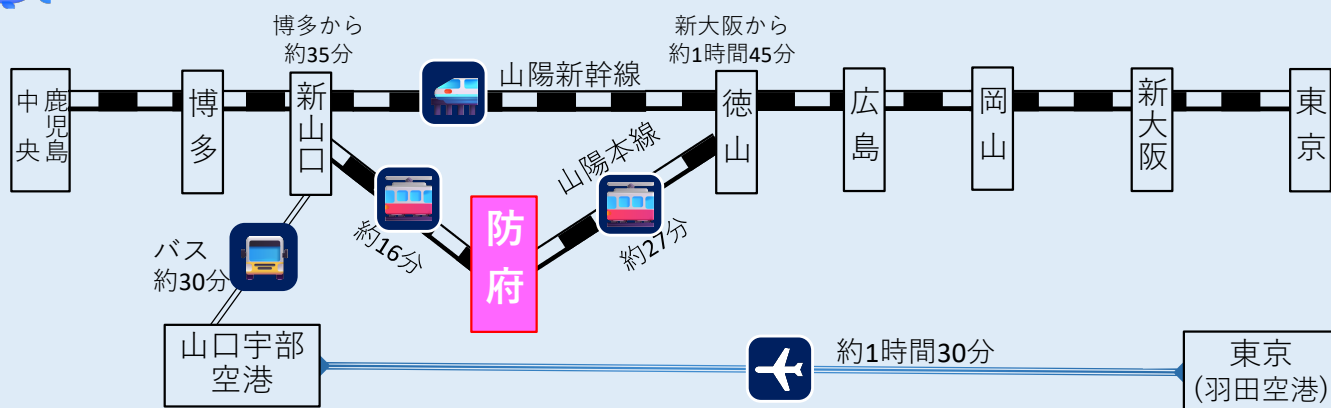 博多から
約35分
新大阪から
約1時間45分
山陽新幹線
鹿児島
中央
博多
新山口
徳山
広島
岡山
新大阪
東京
山陽本線
約16分
約27分
防府
バス
約30分
山口宇部
空港
約1時間30分
東京
(羽田空港)